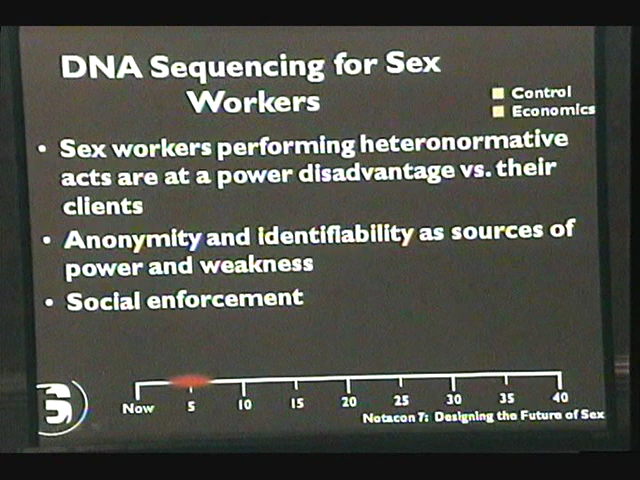 DNA Sequencing for Sex
Workers
Control
Economics
• Sex workers performing heteronormative
acts are at a power disadvantage vs. their
clients
• Anonymity and identifiability as sources of
power and weakness
• Social enforcement
Now 5 10 15 20 25 30 35 40
Notacon 7: Designing the Future of Sex